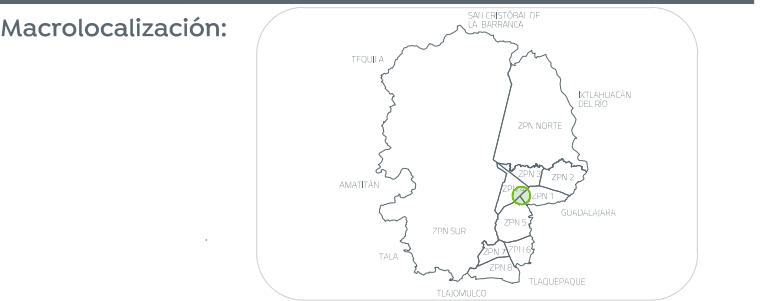 Macrolocalización:
SAN CRISTÓBAL DE
LA BARRANCA
TEQUILA
IXTLAHUACÁN
DEL RÍO
ZPN NORTE
ZPN 3
ZPN 2
AMATITÁN
ZPN
ZPN 1
GUADALAJARA
ZPN 5
ZPN SUR
ZPN 7
ZPN 6
TALA
ZPN 8
TLAQUEPAQUE
TLAJOMULCO